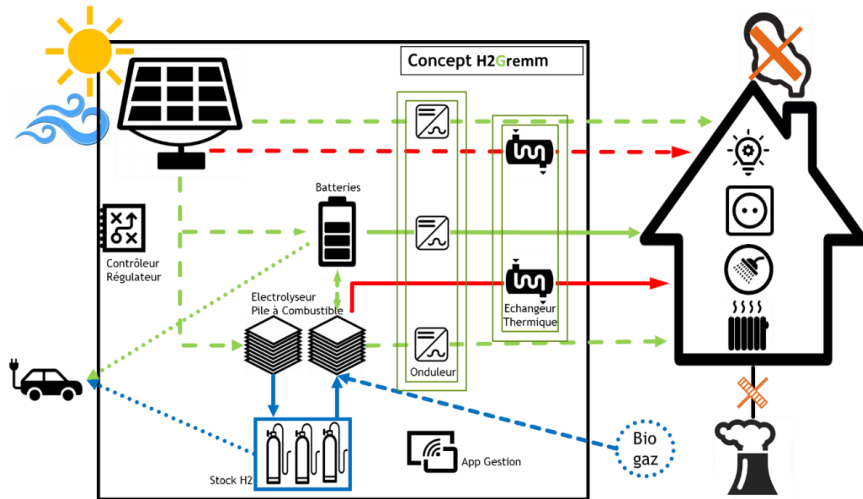 Concept H2Gremm
Batteries
Contrôleur
Régulateur
Electrolyseur
Pile à Combustible
Echangeur
Thermique
Onduleur
Bio
gaz
App Gestion
Stock H2